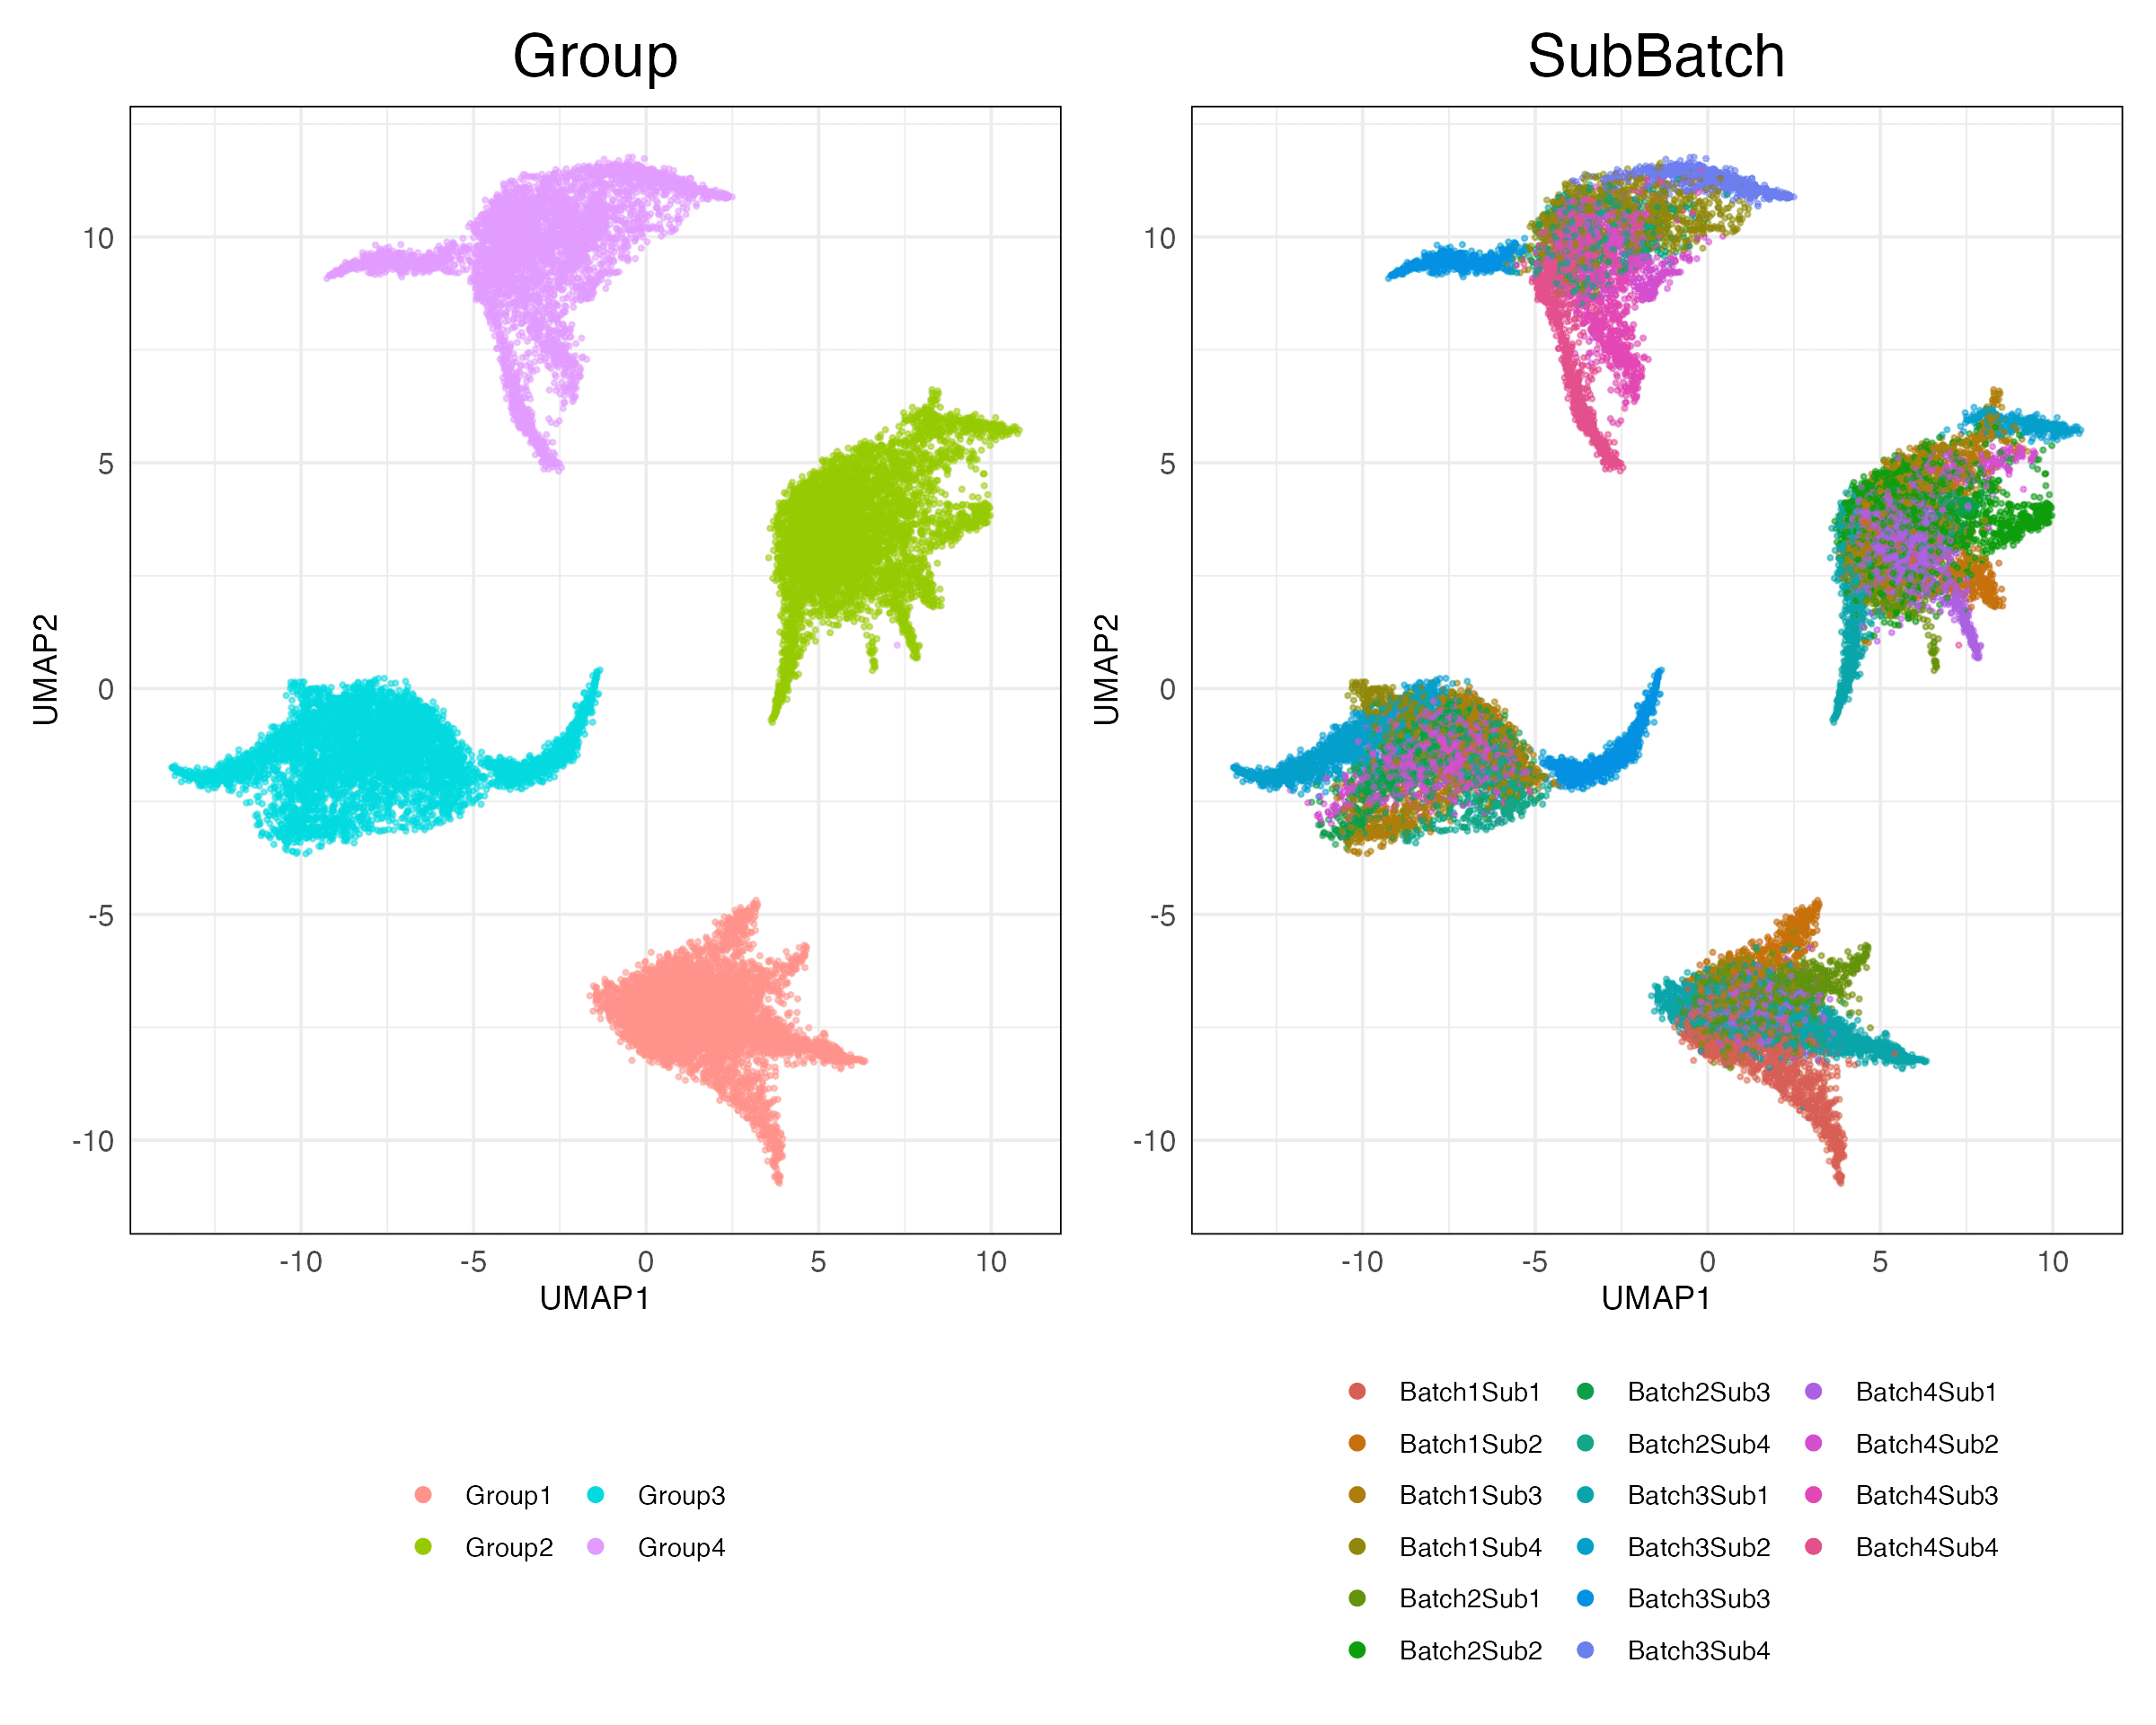 Group
SubBatch
UMAP2
10
5
0
-5
-10
-10
-5
0
5
10
UMAP1
UMAP2
10
5
0
-5
-10
-10
-5
0
5
10
UMAP1
Group1
Group2
Group3
Group4
Batch1Sub1
Batch1Sub2
Batch1Sub3
Batch1Sub4
Batch2Sub1
Batch2Sub2
Batch2Sub3
Batch2Sub4
Batch3Sub1
Batch3Sub2
Batch3Sub3
Batch3Sub4
Batch4Sub1
Batch4Sub2
Batch4Sub3
Batch4Sub4